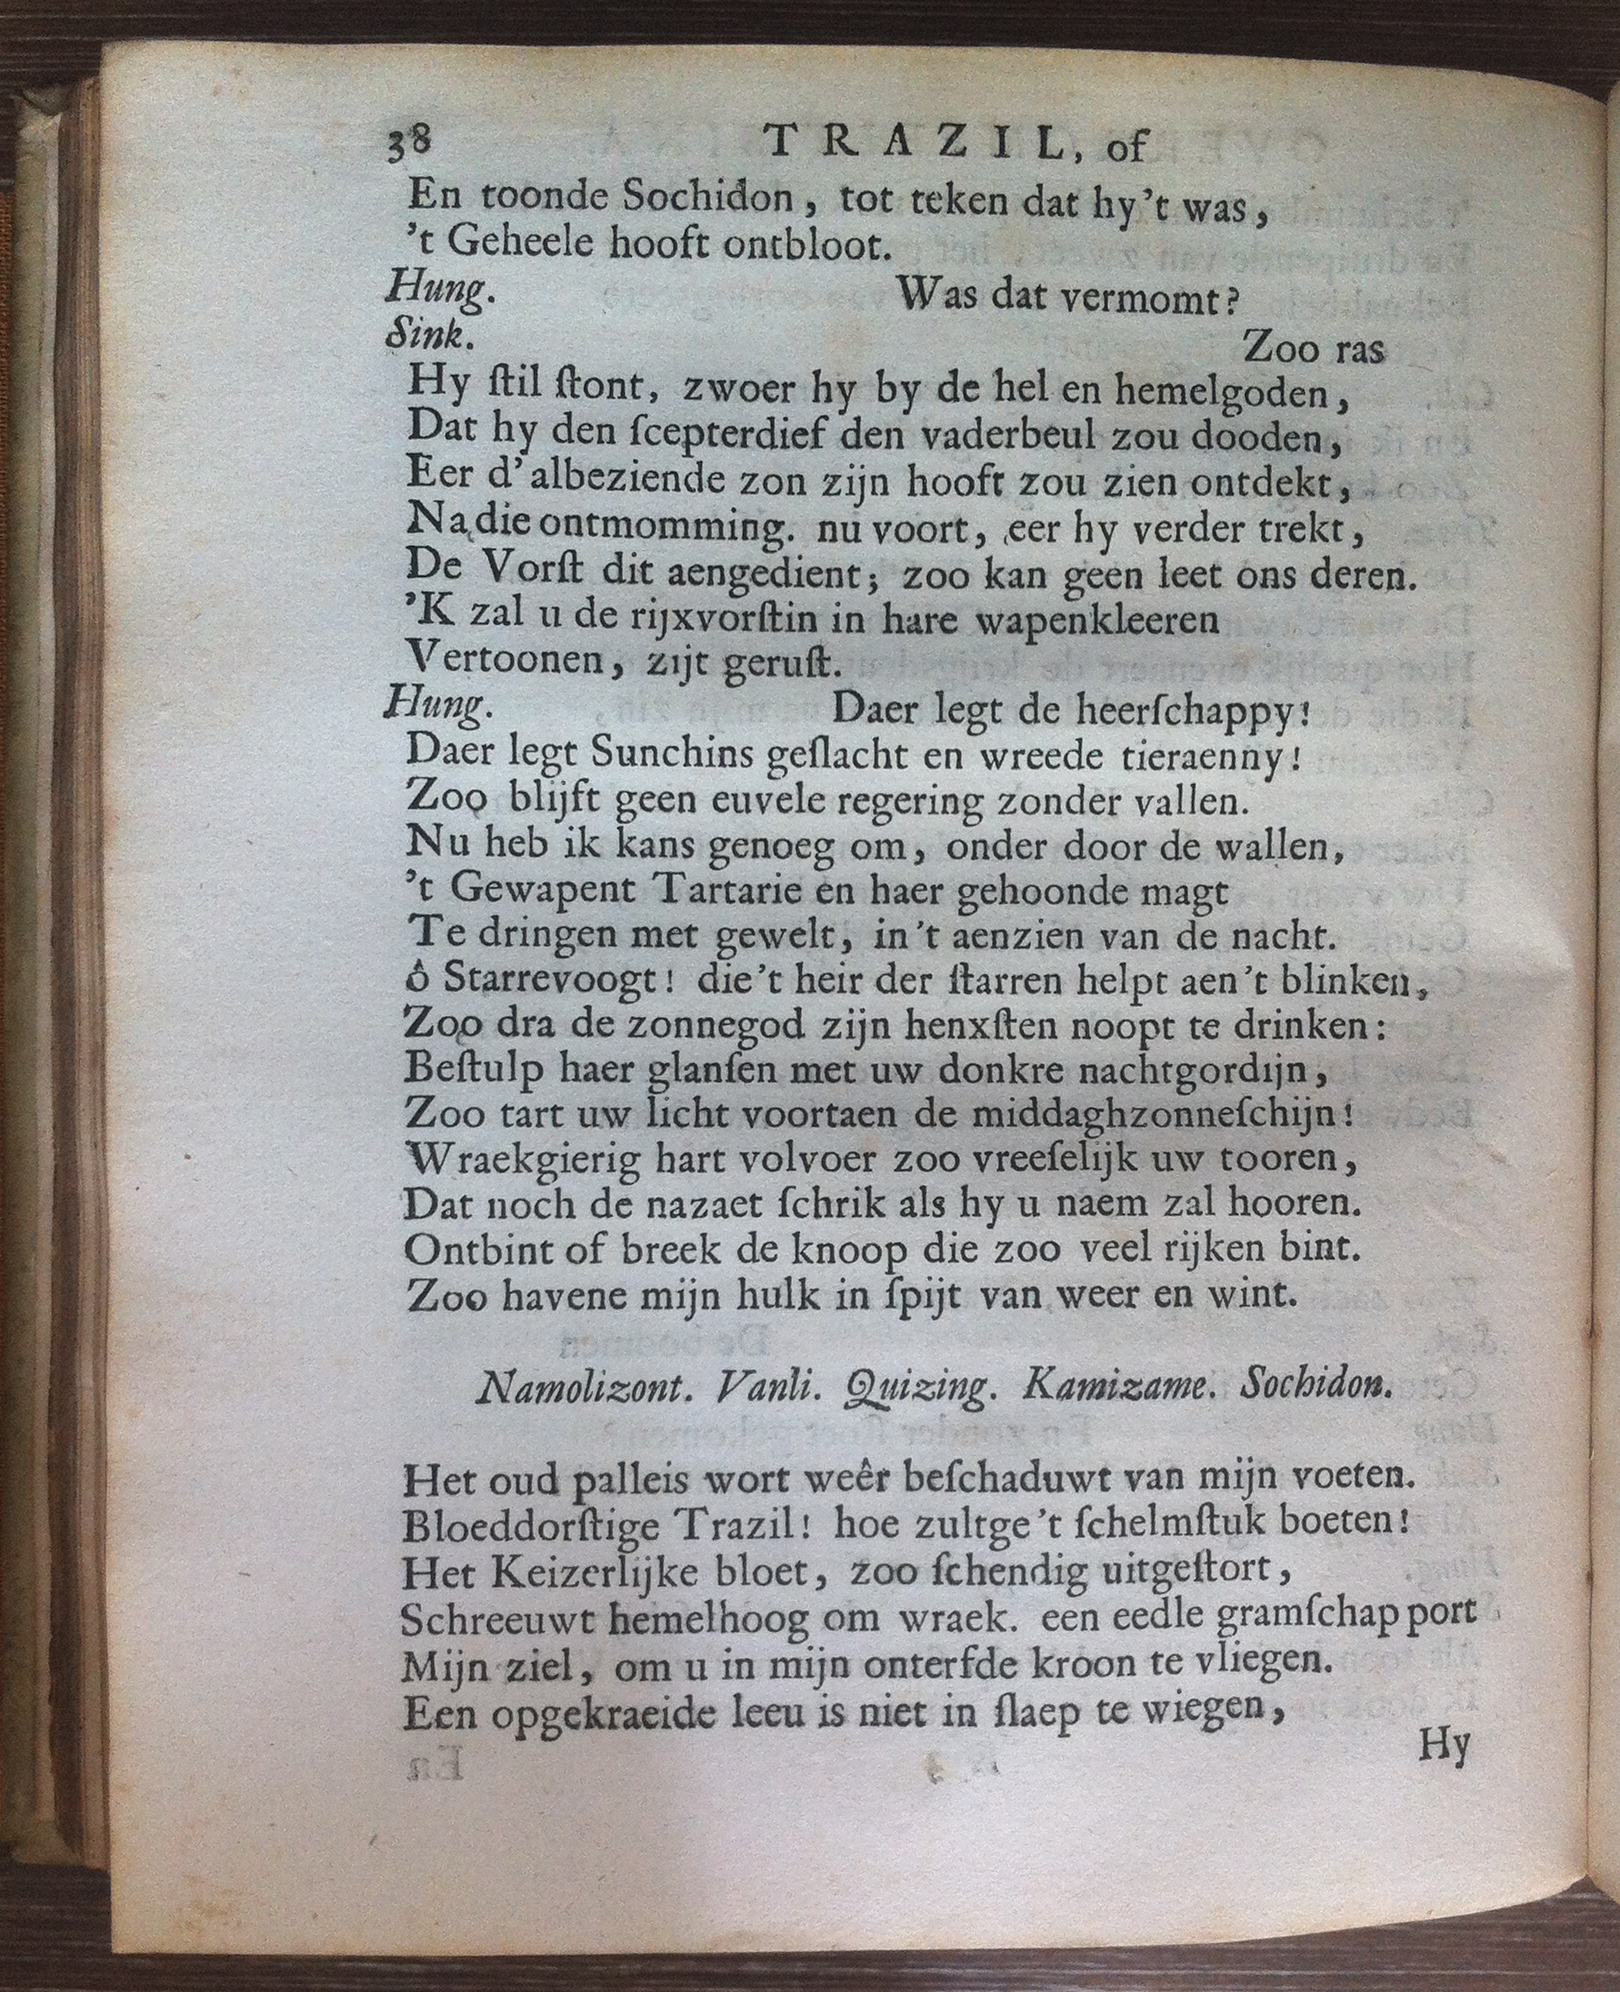 38 TRAZIL, of
En toonde Sochidon, tot teken dat hy't was,
't Geheele hooft ontbloot.
Hung. Was dat vermomt?
Sink. Zoo ras
Hy ſtil ſtont, zwoer hy by de hel en hemelgoden,
Dat hy den ſcepterdief den vaderbeul zou dooden,
Eer d'albeziende zon zijn hooft zou zien ontdekt,
Na die ontmomming. nu voort, eer hy verder trekt,
De Vorſt dit aengedient; zoo kan geen leet ons deren.
'K zal u de rijxvorſtin in hare wapenkleeren
Vertoonen, zijt geruſt.
Hung. Daer legt de heerſchappy!
Daer legt Sunchins geſlacht en wreede tieraenny!
Zoo blijft geen euvele regering zonder vallen.
Nu heb ik kans genoeg om, onder door de wallen,
't Gewapent Tartarie en haer gehoonde magt
Te dringen met gewelt, in't aenzien van de nacht.
ô Starrevoogt! die't heir der ſtarren helpt aen't blinken,
Zoo dra de zonnegod zijn henxſten noopt te drinken:
Beſtulp haer glanſen met uw donkre nachtgordijn,
Zoo tart uw licht voortaen de middaghzonneſchijn!
Wraekgierig hart volvoer zoo vreeſelijk uw tooren,
Dat noch de nazaet ſchrik als hy u naem zal hooren.
Ontbint of breek de knoop die zoo veel rijken bint.
Zoo havene mijn hulk in ſpijt van weer en wint.
Namolizont. Vanli. Quizing. Kamizame. Sochidon.
Het oud palleis wort weêr beſchaduwt van mijn voeten.
Bloeddorſtige Trazil! hoe zultge't ſchelmſtuk boeten!
Het Keizerlijke bloet, zoo ſchendig uitgeſtort,
Schreeuwt hemelhoog om wraek. een eedle gramſchap port
Mijn ziel, om u in mijn onterfde kroon te vliegen.
Een opgekraeide leeu is niet in ſlaep te wiegen,
Hy